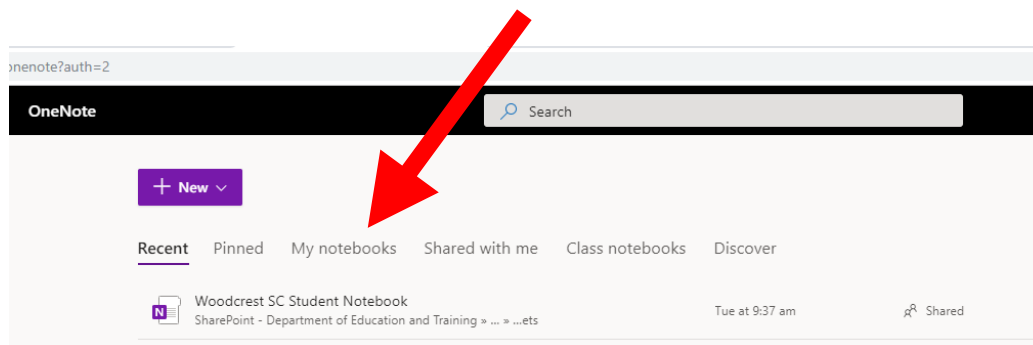 onenote?auth=2
OneNote
Search
New
Recent Pinned My notebooks Shared with me Class notebooks Discover
N Woodcrest SC Student Notebook Tue at 9:37 am Shared
SharePoint - Department of Education and Training » ... » ...ets